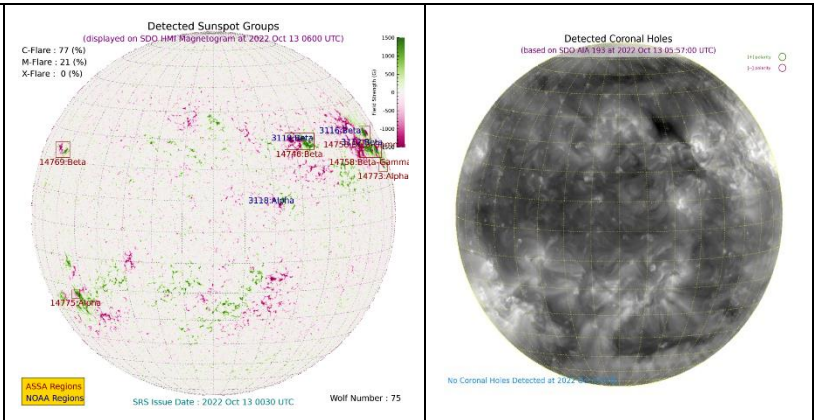 Detected Sunspot Groups
(displayed on SDO HMI Magnetogram at 2022 Oct 13 0600 UTC)
C-Flare : 77 (%)
M-Flare : 21 (%)
X-Flare : 0 (%)
1500
1000
500
0
-500
-1000
Field Strength (G)
3116:Beta
14746:Beta
14758:Beta-Gamma
14773:Alpha
14769:Beta
3118:Alpha
14775:Alpha
ASSA Regions
NOAA Regions
SRS Issue Date : 2022 Oct 13 0030 UTC
Wolf Number : 75
Detected Coronal Holes
(based on SDO AIA 193 at 2022 Oct 13 05:57:00 UTC)
(+)polarity
(-)polarity
No Coronal Holes Detected at 2022